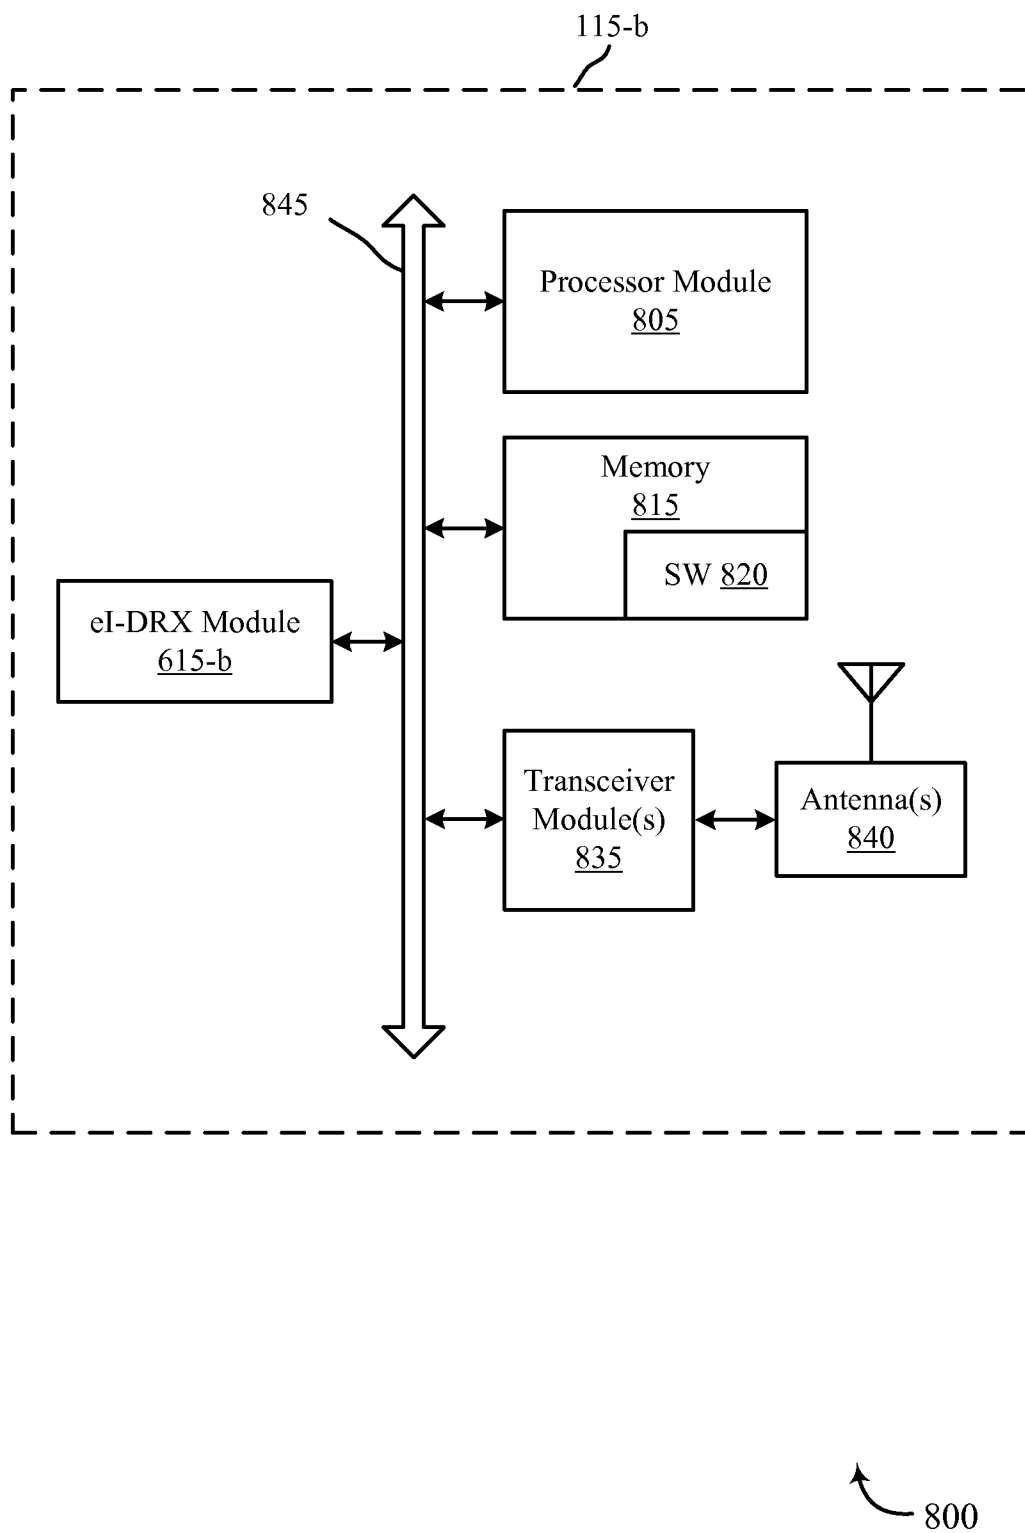 115-b
845
Processor Module
805
Memory
815
SW 820
eI-DRX Module
615-b
Transceiver
Module(s)
835
Antenna(s)
840
800